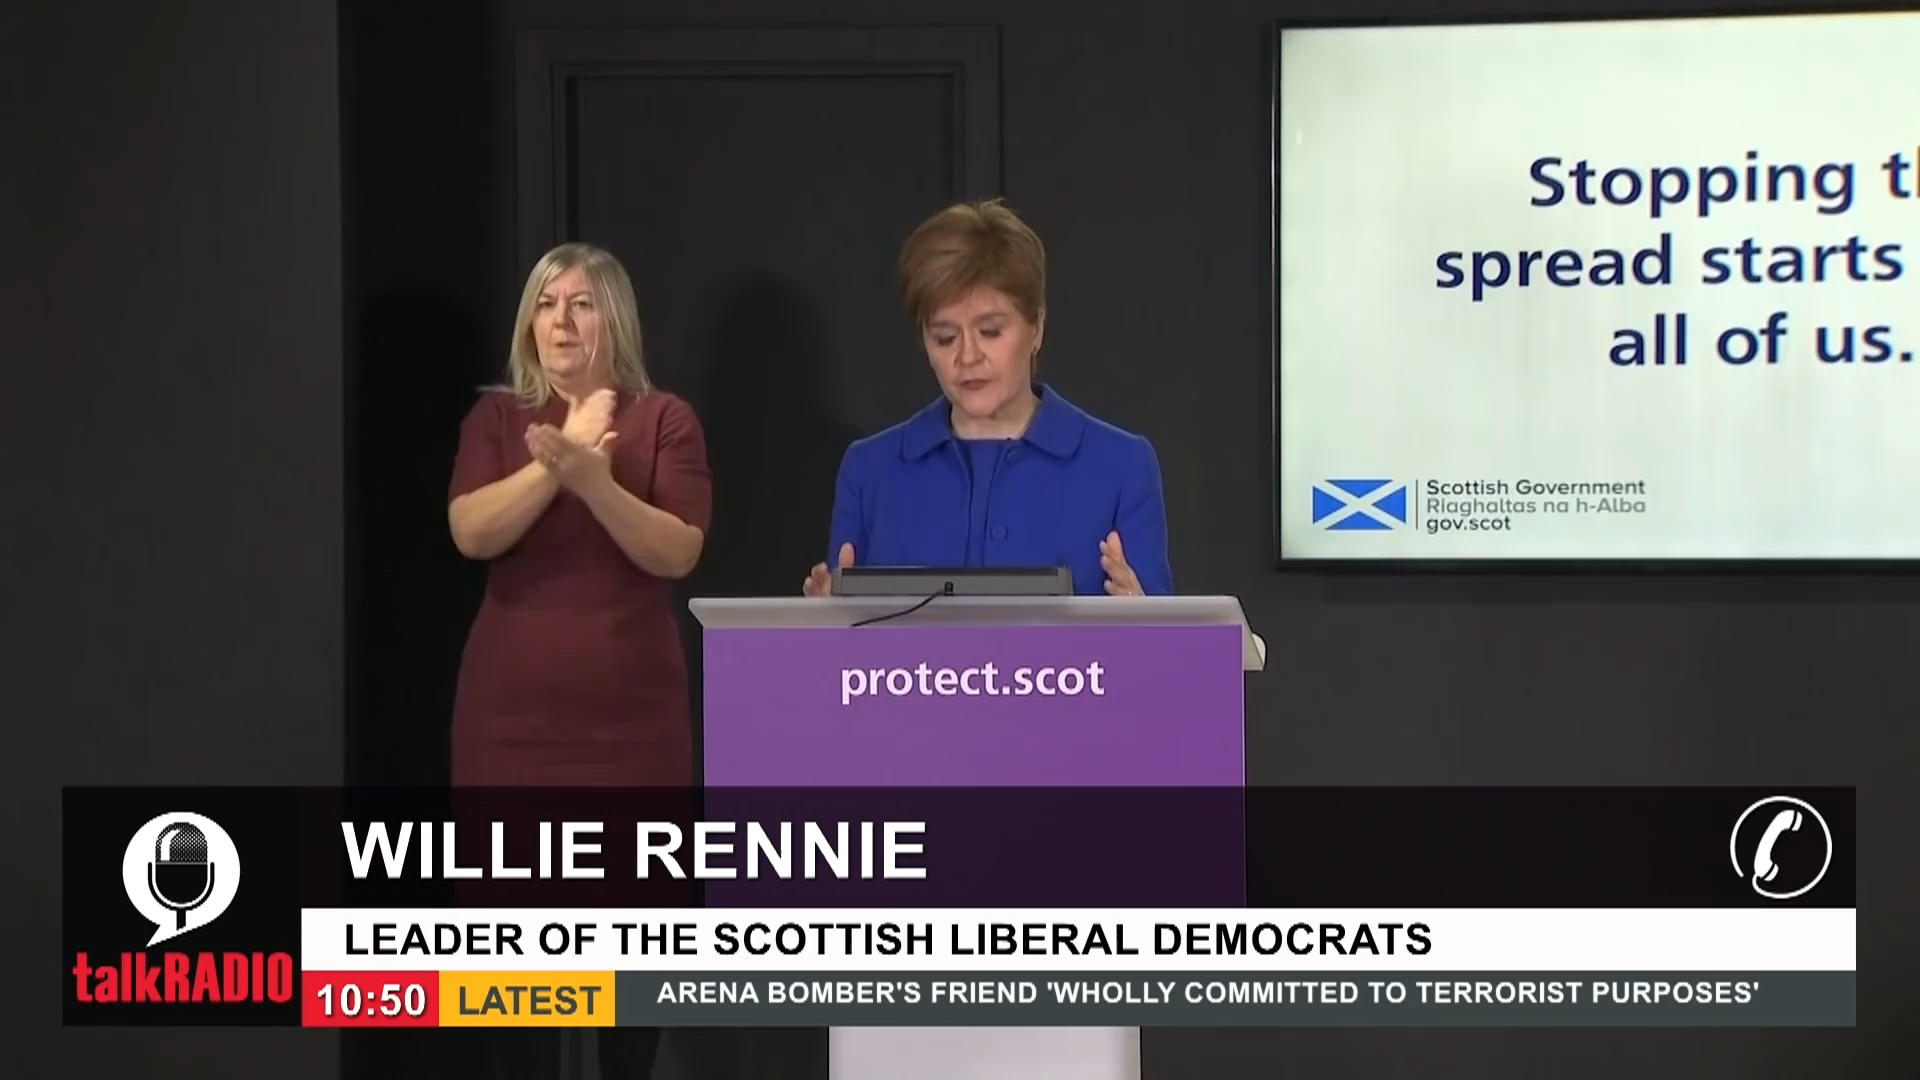 Stopping
spread starts
all of us.
Scottish Government
Riaghaltas na h-Alba
gov.scot
protect.scot
WILLIE RENNIE
LEADER OF THE SCOTTISH LIBERAL DEMOCRATS
talkRADIO
10:50 LATEST ARENA BOMBER'S FRIEND 'WHOLLY COMMITTED TO TERRORIST PURPOSES'